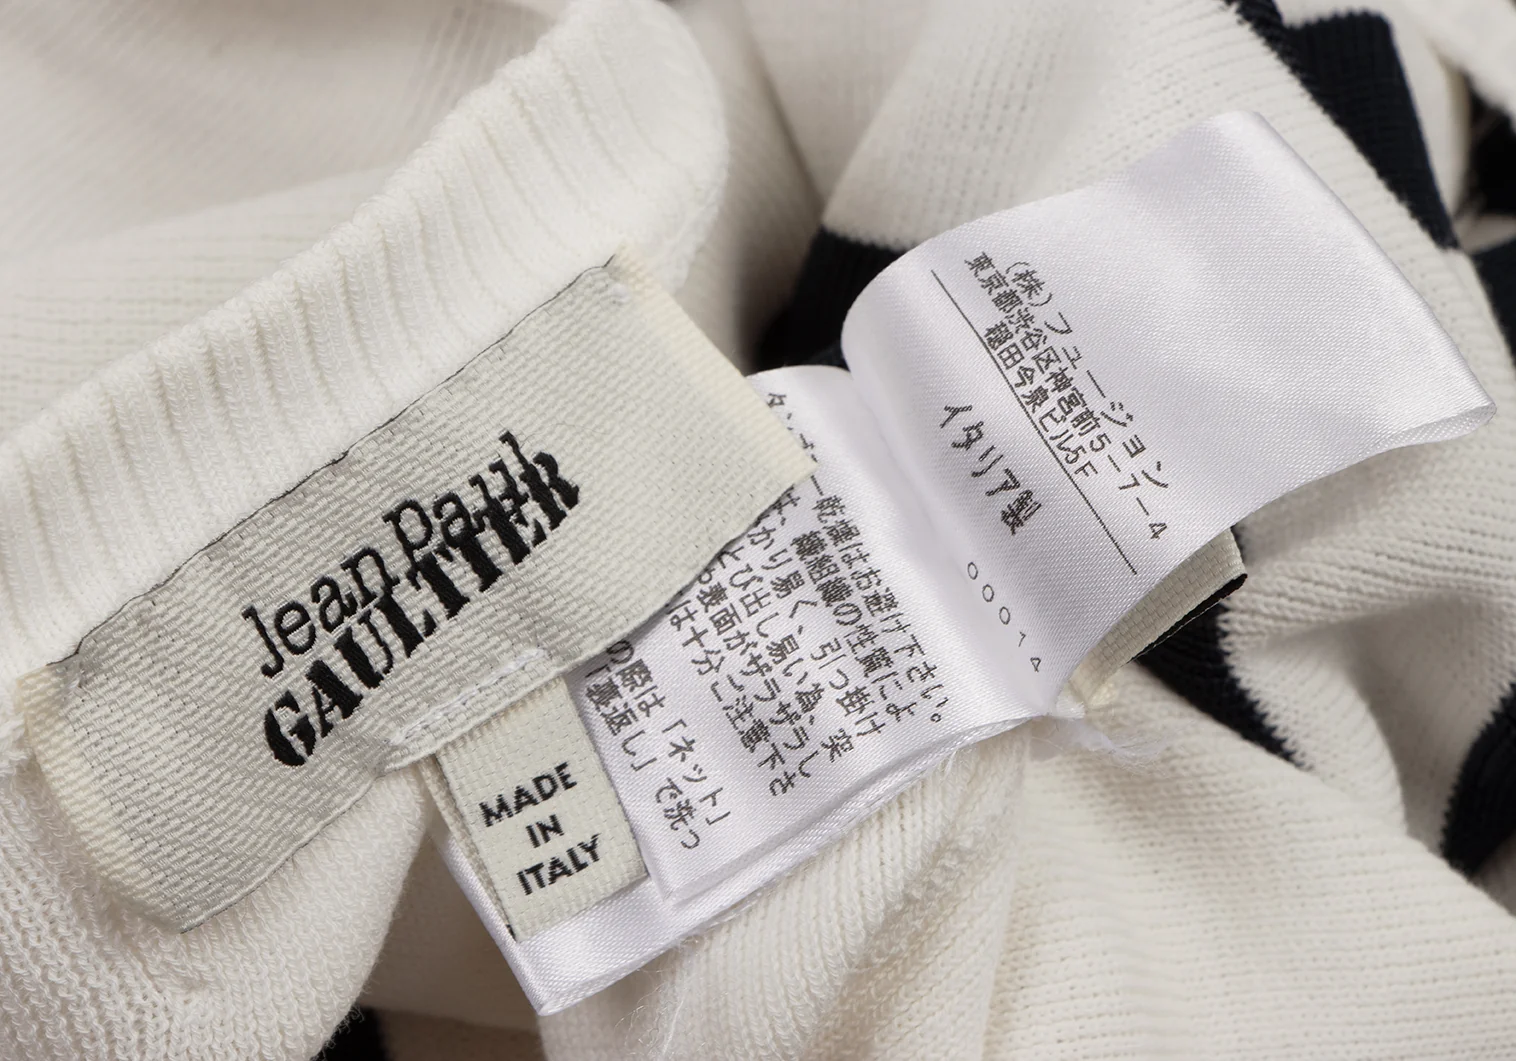 Jean Paul
GAULTIER
MADE
IN
ITALY
(株)フュージョン
東京都渋谷区神宮前5-7-4
穏田今泉ビル5F
イタリア製
00014
タンブラー乾燥はお避け下さい。
繊組織の性質によ
かり易く、引っ掛け
とび出し易い為、突
表面がザラザラし
は十分ご注意下さ
の際は「ネット」
「裏返し」で洗っ